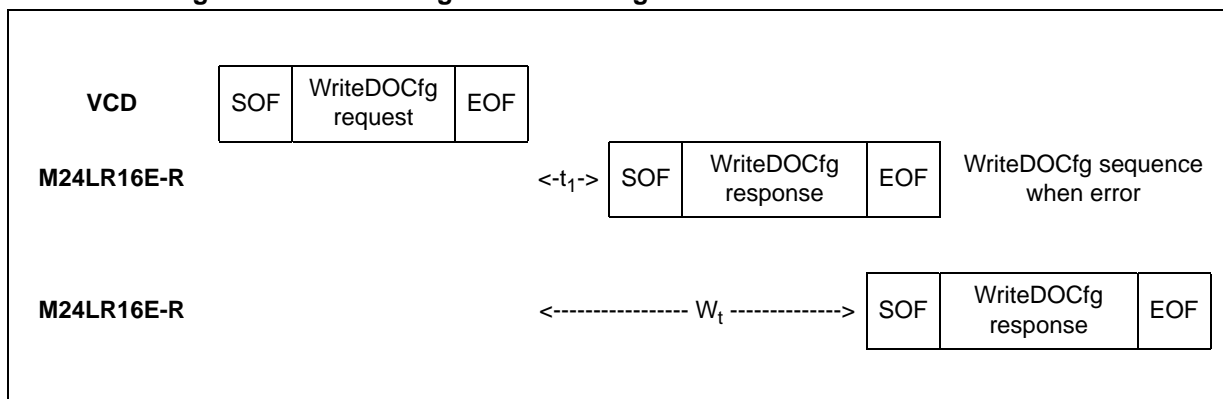 VCD SOF WriteDOCfg request EOF
M24LR16E-R <-t1-> SOF WriteDOCfg response EOF WriteDOCfg sequence when error
M24LR16E-R <----------------- Wt --------------> SOF WriteDOCfg response EOF